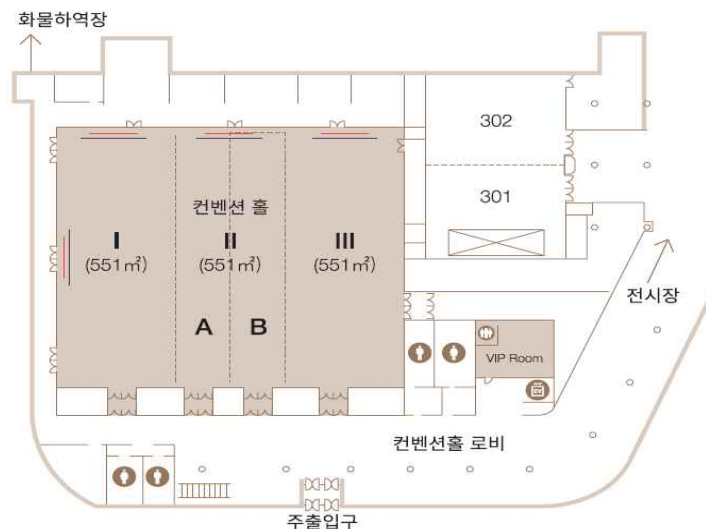 화물하역장
302
301
컨벤션 홀
I
II
III
(551㎡)
(551㎡)
(551㎡)
전시장
A
B
VIP Room
EV
컨벤션홀 로비
주출입구